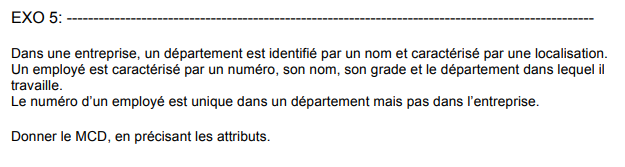 EXO 5: ----------------------------------------------------------------------------------------------------
Dans une entreprise, un département est identifié par un nom et caractérisé par une localisation.
Un employé est caractérisé par un numéro, son nom, son grade et le département dans lequel il
travaille.
Le numéro d'un employé est unique dans un département mais pas dans l'entreprise.
Donner le MCD, en précisant les attributs.